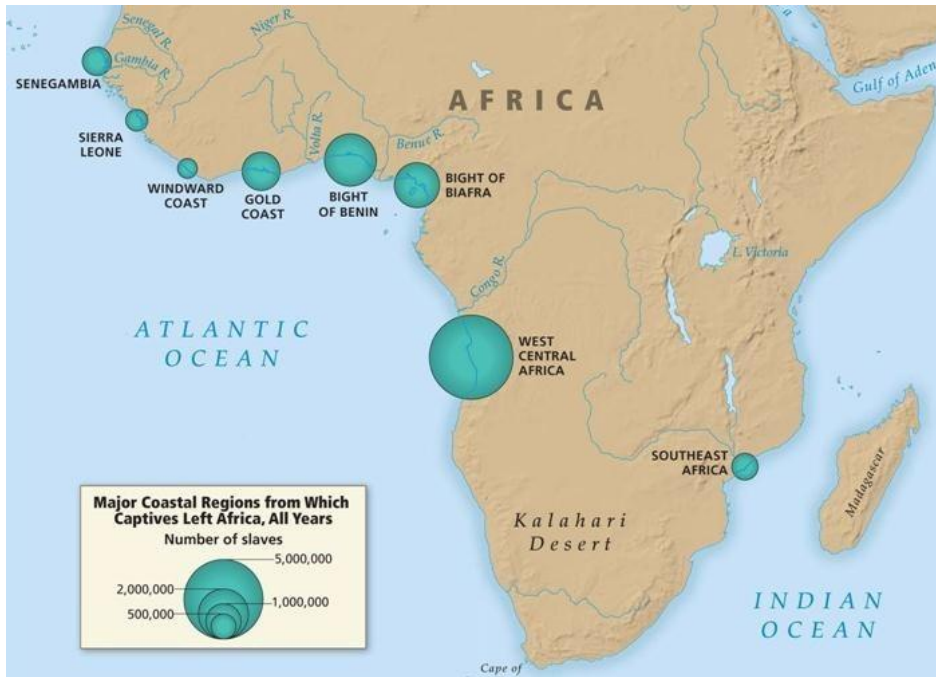 Senegal R.
Gambia R.
SENEGAMBIA
SIERRA
LEONE
WINDWARD
COAST
GOLD
COAST
Volta R.
Niger R.
BIGHT
OF BENIN
Benue R.
BIGHT OF
BIAFRA
AFRICA
Gulf of Aden
L. Victoria
Congo R.
ATLANTIC
OCEAN
WEST
CENTRAL
AFRICA
SOUTHEAST
AFRICA
Madagascar
Kalahari
Desert
INDIAN
OCEAN
Cape of
Major Coastal Regions from Which
Captives Left Africa, All Years
Number of slaves
5,000,000
2,000,000
1,000,000
500,000